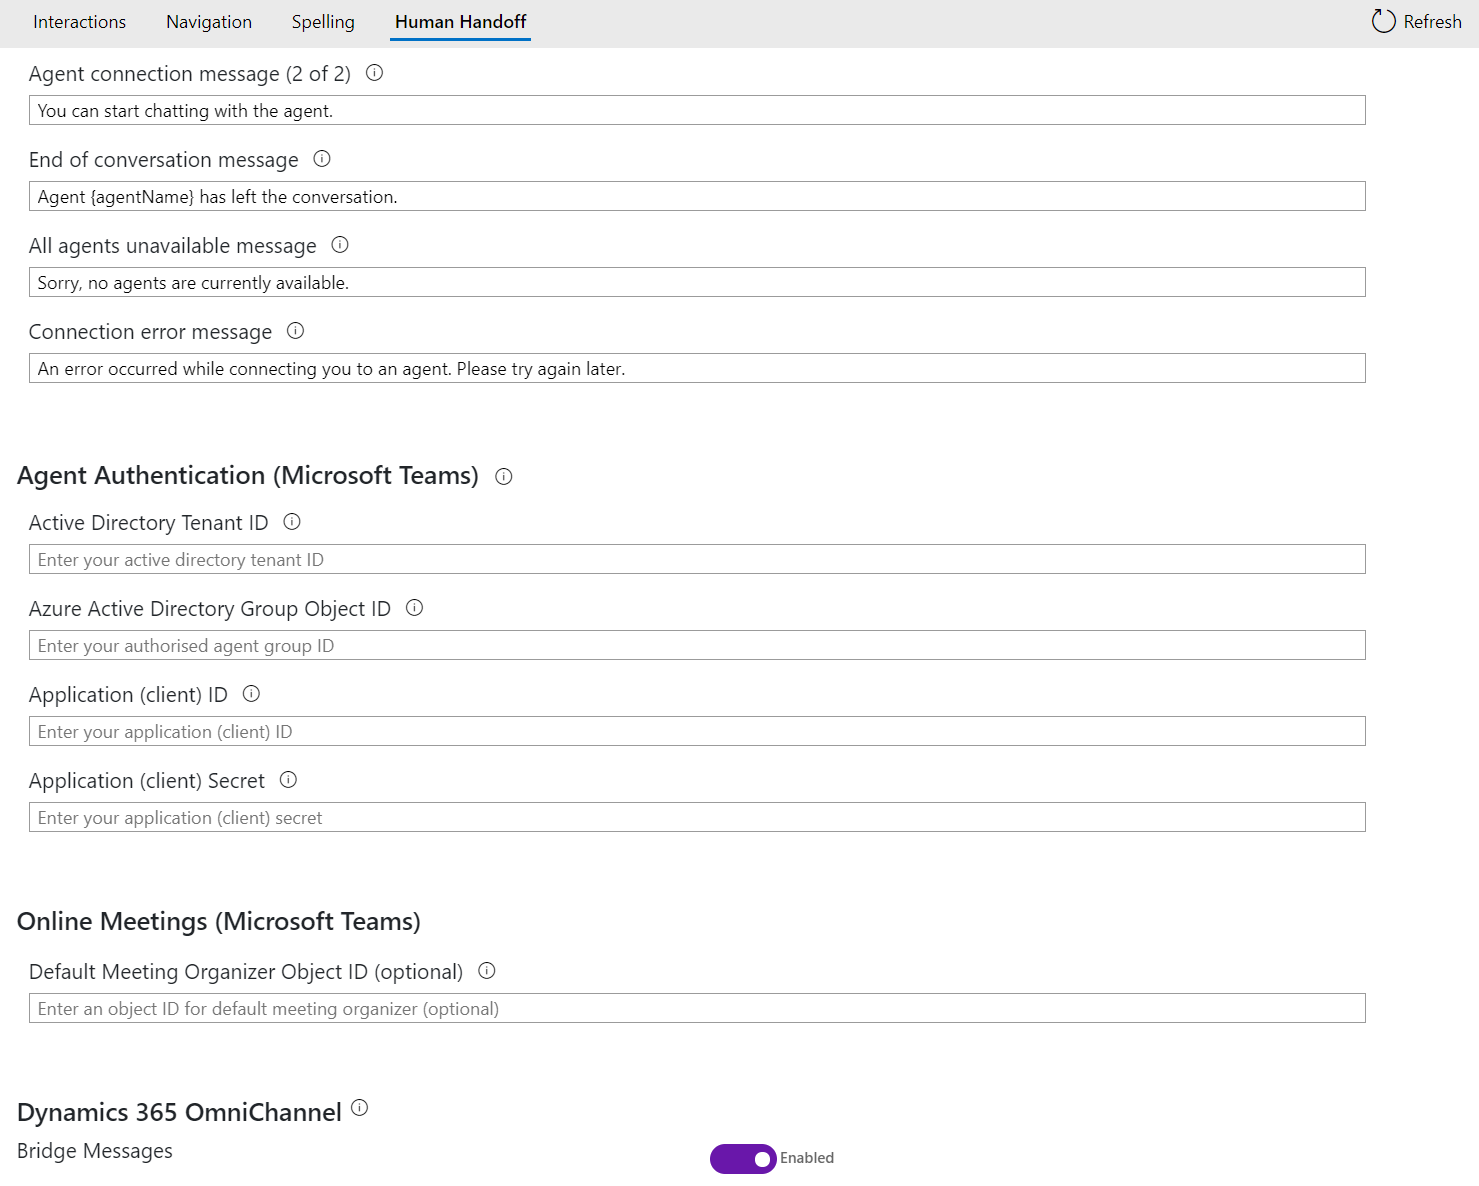 Interactions Navigation Spelling Human Handoff Refresh
Agent connection message (2 of 2)
You can start chatting with the agent.
End of conversation message
Agent {agentName} has left the conversation.
All agents unavailable message
Sorry, no agents are currently available.
Connection error message
An error occurred while connecting you to an agent. Please try again later.
Agent Authentication (Microsoft Teams)
Active Directory Tenant ID
Enter your active directory tenant ID
Azure Active Directory Group Object ID
Enter your authorised agent group ID
Application (client) ID
Enter your application (client) ID
Application (client) Secret
Enter your application (client) secret
Online Meetings (Microsoft Teams)
Default Meeting Organizer Object ID (optional)
Enter an object ID for default meeting organizer (optional)
Dynamics 365 OmniChannel
Bridge Messages Enabled